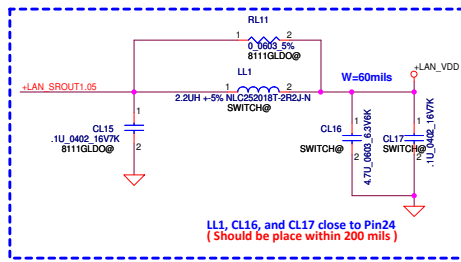 RL11
1 2
0_0603_5%
8111GLDO@
LL1
+LAN_VDD
+LAN_SROUT1.05
1 2
W=60mils
2.2UH +-5% NLC252018T-2R2J-N
SWITCH@
1
CL15
.1U_0402_16V7K
8111GLDO@
2
1
CL16
SWITCH@
2
4.7U_0603_6.3V6K
1
CL17
SWITCH@
2
.1U_0402_16V7K
LL1, CL16, and CL17 close to Pin24
( Should be place within 200 mils )